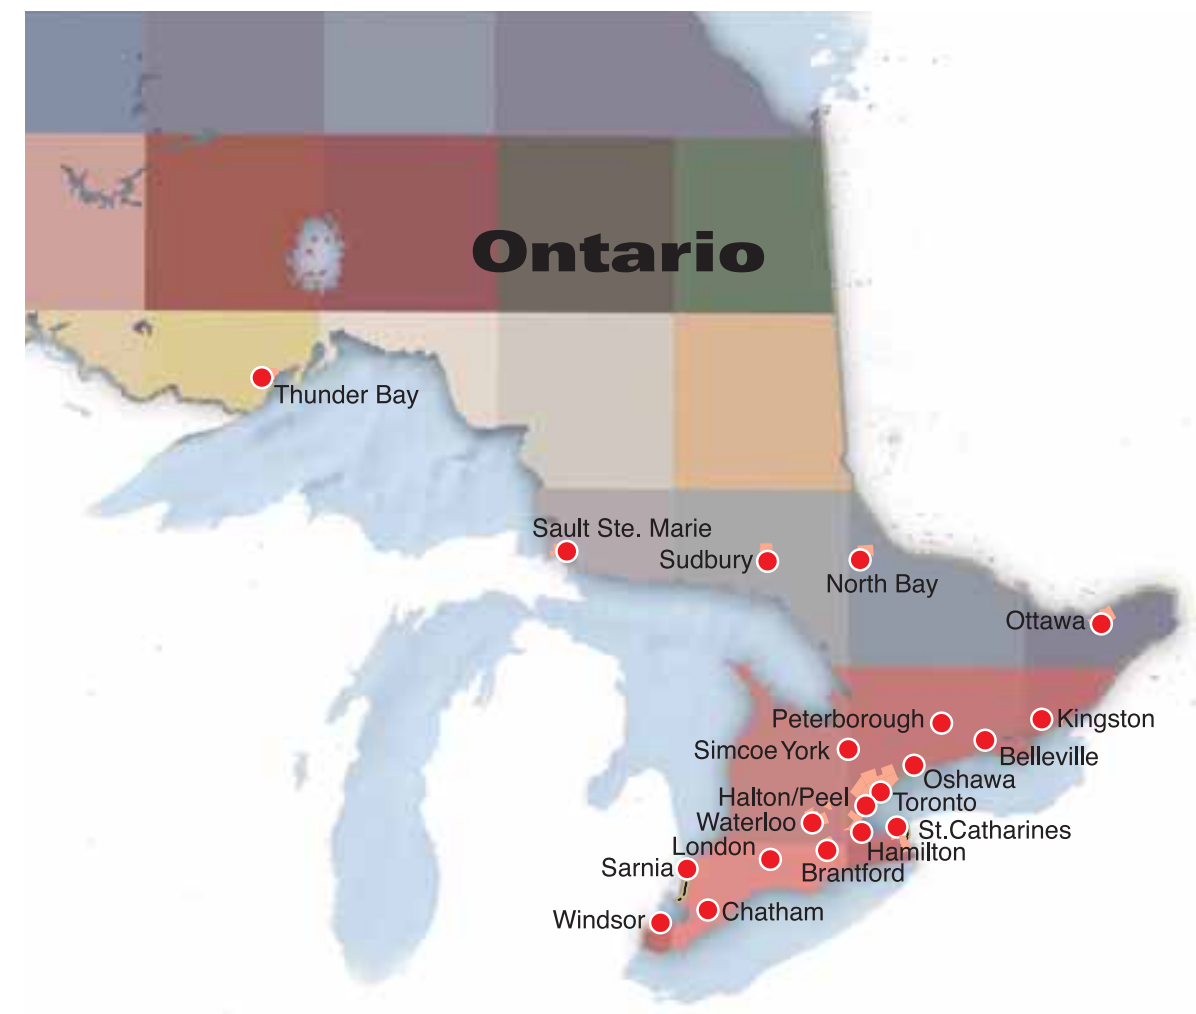 Ontario
Thunder Bay
Sault Ste. Marie
Sudbury
North Bay
Ottawa
Peterborough
Kingston
Simcoe York
Belleville
Oshawa
Halton/Peel
Toronto
Waterloo
St.Catharines
London
Hamilton
Sarnia
Brantford
Windsor
Chatham